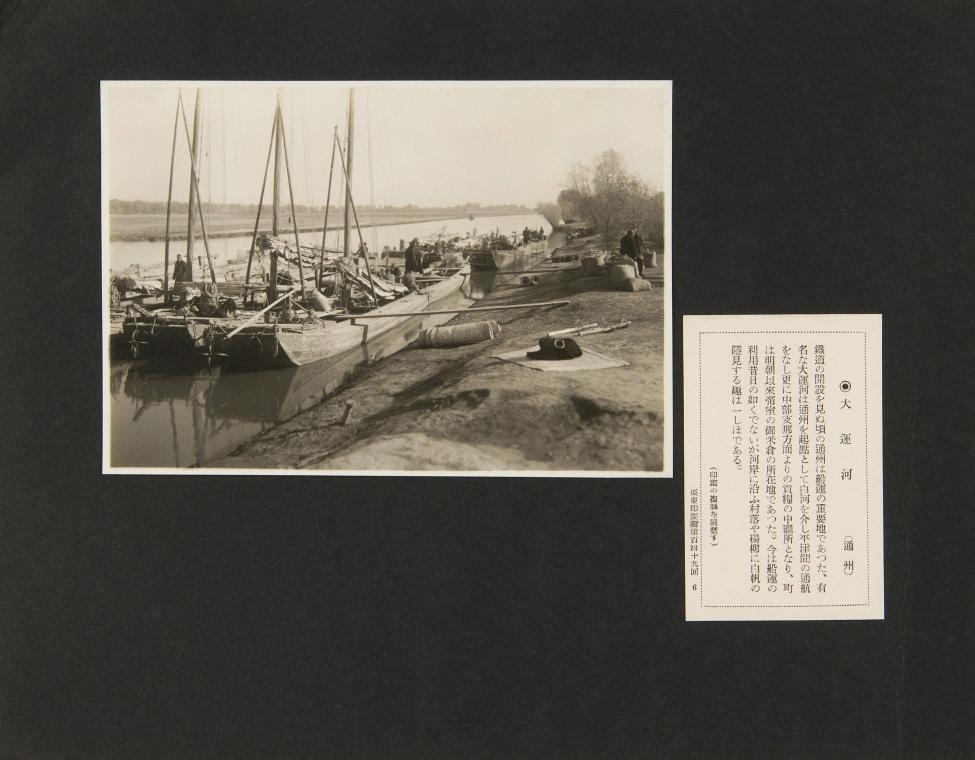 ◉大運河 (通州)
鐵道の開設を見ぬ頃の通州は船運の重要地であつた、有
名な大運河は通州を起點として白河を介し平津間の通航
をなし更に中部支那方面よりの貢糧の中繼所となり、町
は明朝以來帝室の御米倉の所在地であつた。今は船運の
利用昔日の如くでないが河岸に沿ふ村落や楊柳に白帆の
隱見する趣は一しほである。
(印畫の複製を嚴禁す)
亞東印畫輯第百四十九回 6